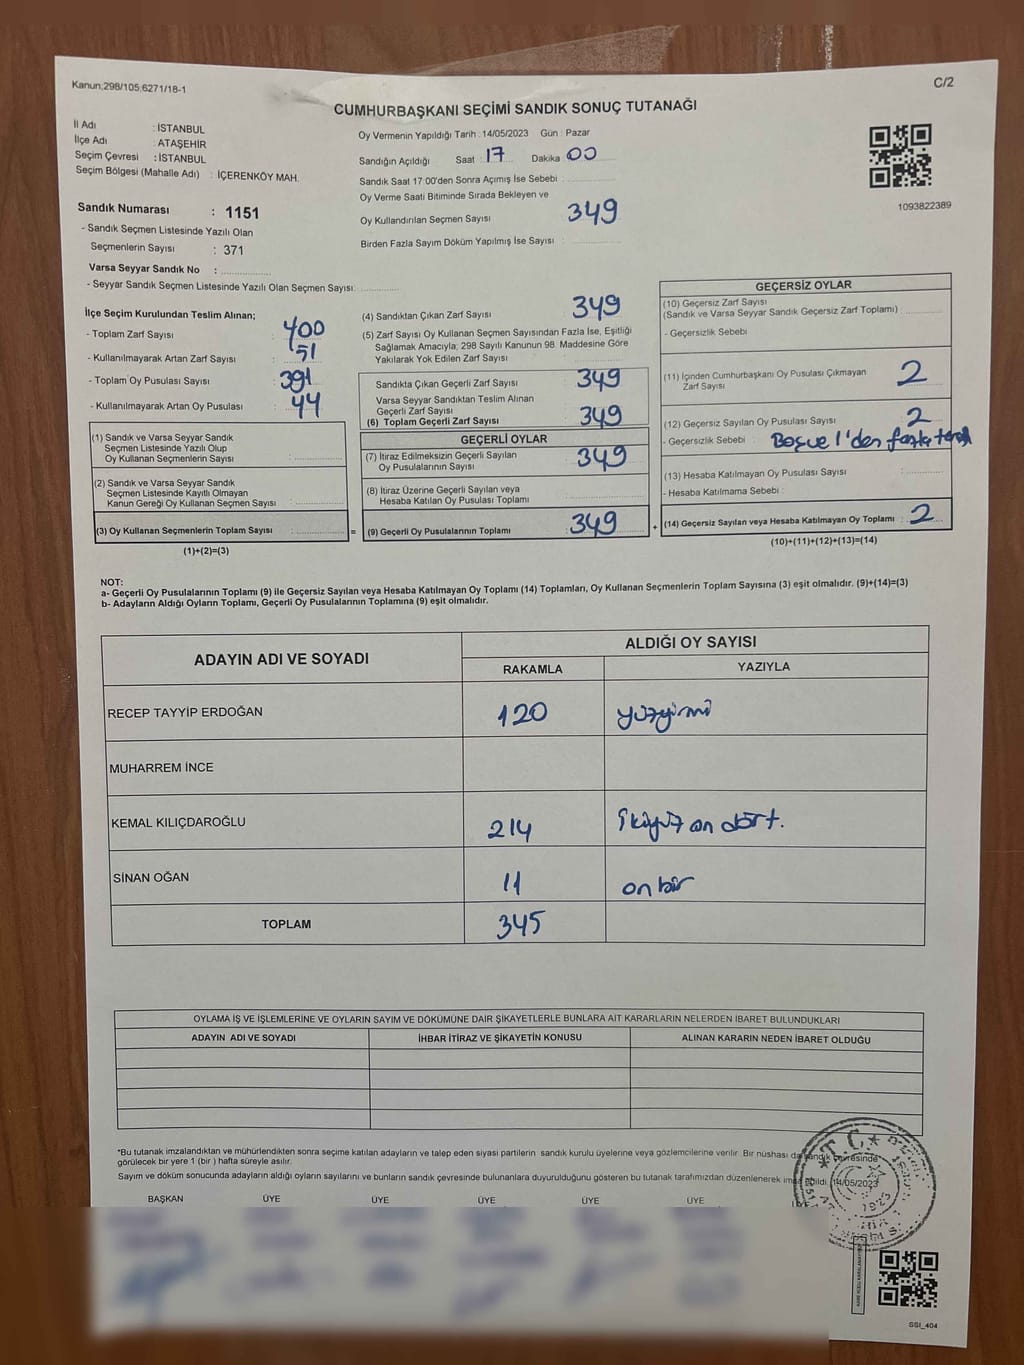 Kanun;298/105;6271/18-1
C/2
CUMHURBAŞKANI SEÇİMİ SANDIK SONUÇ TUTANAĞI
İl Adı : İSTANBUL
İlçe Adı : ATAŞEHİR
Seçim Çevresi : İSTANBUL
Seçim Bölgesi (Mahalle Adı) : İÇERENKÖY MAH.
Oy Vermenin Yapıldığı Tarih : 14/05/2023 Gün : Pazar
Sandığın Açıldığı Saat : 17 Dakika : 00
Sandık Saat 17:00'den Sonra Açımış İse Sebebi :
Oy Verme Saati Bitiminde Sırada Bekleyen ve
Oy Kullandırılan Seçmen Sayısı : 349
Birden Fazla Sayım Döküm Yapılmış İse Sayısı :
1093822389
Sandık Numarası : 1151
- Sandık Seçmen Listesinde Yazılı Olan
Seçmenlerin Sayısı : 371
Varsa Seyyar Sandık No :
- Seyyar Sandık Seçmen Listesinde Yazılı Olan Seçmen Sayısı:
İlçe Seçim Kurulundan Teslim Alınan;
- Toplam Zarf Sayısı : 400
- Kullanılmayarak Artan Zarf Sayısı : 51
- Toplam Oy Pusulası Sayısı : 391
- Kullanılmayarak Artan Oy Pusulası : 44
(1) Sandık ve Varsa Seyyar Sandık
Seçmen Listesinde Yazılı Olup
Oy Kullanan Seçmenlerin Sayısı :
(2) Sandık ve Varsa Seyyar Sandık
Seçmen Listesinde Kayıtlı Olmayan
Kanun Gereği Oy Kullanan Seçmen Sayısı :
(3) Oy Kullanan Seçmenlerin Toplam Sayısı :
(1)+(2)=(3)
=
(4) Sandıktan Çıkan Zarf Sayısı : 349
(5) Zarf Sayısı Oy Kullanan Seçmen Sayısından Fazla İse, Eşitliği
Sağlamak Amacıyla; 298 Sayılı Kanunun 98. Maddesine Göre
Yakılarak Yok Edilen Zarf Sayısı :
Sandıkta Çıkan Geçerli Zarf Sayısı : 349
Varsa Seyyar Sandıktan Teslim Alınan
Geçerli Zarf Sayısı :
(6) Toplam Geçerli Zarf Sayısı : 349
GEÇERLİ OYLAR
(7) İtiraz Edilmeksizin Geçerli Sayılan
Oy Pusulalarının Sayısı : 349
(8) İtiraz Üzerine Geçerli Sayılan veya
Hesaba Katılan Oy Pusulası Toplamı :
(9) Geçerli Oy Pusulalarının Toplamı : 349
+
GEÇERSİZ OYLAR
(10) Geçersiz Zarf Sayısı
(Sandık ve Varsa Seyyar Sandık Geçersiz Zarf Toplamı) :
- Geçersizlik Sebebi :
(11) İçinden Cumhurbaşkanı Oy Pusulası Çıkmayan
Zarf Sayısı : 2
(12) Geçersiz Sayılan Oy Pusulası Sayısı : 2
- Geçersizlik Sebebi : 1'den fazla
(13) Hesaba Katılmayan Oy Pusulası Sayısı :
- Hesaba Katılmama Sebebi :
(14) Geçersiz Sayılan veya Hesaba Katılmayan Oy Toplamı : 2
(10)+(11)+(12)+(13)=(14)
NOT:
a- Geçerli Oy Pusulalarının Toplamı (9) ile Geçersiz Sayılan veya Hesaba Katılmayan Oy Toplamı (14) Toplamları, Oy Kullanan Seçmenlerin Toplam Sayısına (3) eşit olmalıdır. (9)+(14)=(3)
b- Adayların Aldığı Oyların Toplamı, Geçerli Oy Pusulalarının Toplamına (9) eşit olmalıdır.
ADAYIN ADI VE SOYADI
ALDIĞI OY SAYISI
RAKAMLA YAZIYLA
RECEP TAYYİP ERDOĞAN 120 yüzyirmi
MUHARREM İNCE
KEMAL KILIÇDAROĞLU 214 ikiyüz on dört.
SİNAN OĞAN 11 on bir
TOPLAM 345
OYLAMA İŞ VE İŞLEMLERİNE VE OYLARIN SAYIM VE DÖKÜMÜNE DAİR ŞİKAYETLERLE BUNLARA AİT KARARLARIN NELERDEN İBARET BULUNDUKLARI
ADAYIN ADI VE SOYADI İHBAR İTİRAZ VE ŞİKAYETİN KONUSU ALINAN KARARIN NEDEN İBARET OLDUĞU
*Bu tutanak imzalandıktan ve mühürlendikten sonra seçime katılan adayların ve talep eden siyasi partilerin sandık kurulu üyelerine veya gözlemcilerine verilir. Bir nüshası da sandık çevresinde
görülecek bir yere 1 (bir) hafta süreyle asılır.
Sayım ve döküm sonucunda adayların aldığı oyların sayılarını ve bunların sandık çevresinde bulunanlara duyurulduğunu gösteren bu tutanak tarafımızdan düzenlenerek imza edildi. 14/05/2023
BAŞKAN ÜYE ÜYE ÜYE ÜYE ÜYE
T.C.
1923
SSI_404